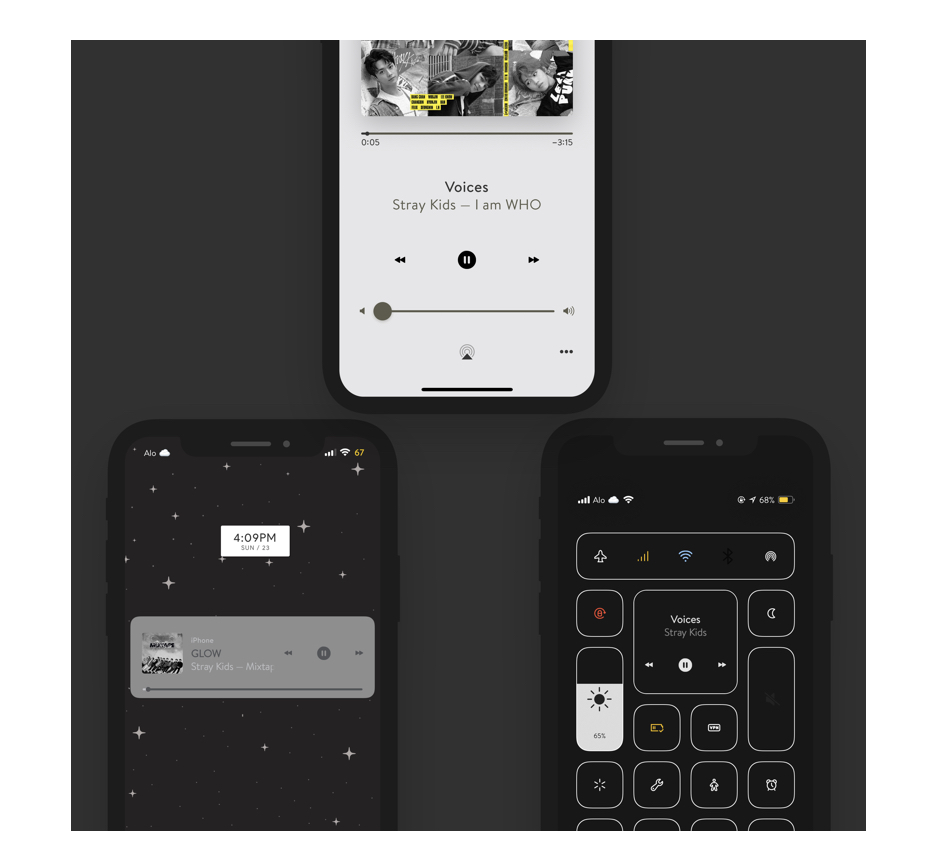 0:05
−3:15
Voices
Stray Kids — I am WHO
Alo
67
4:09PM
SUN / 23
MIXTAPE
iPhone
GLOW
Stray Kids — Mixtap
Alo
68%
Voices
Stray Kids
65%
VPN